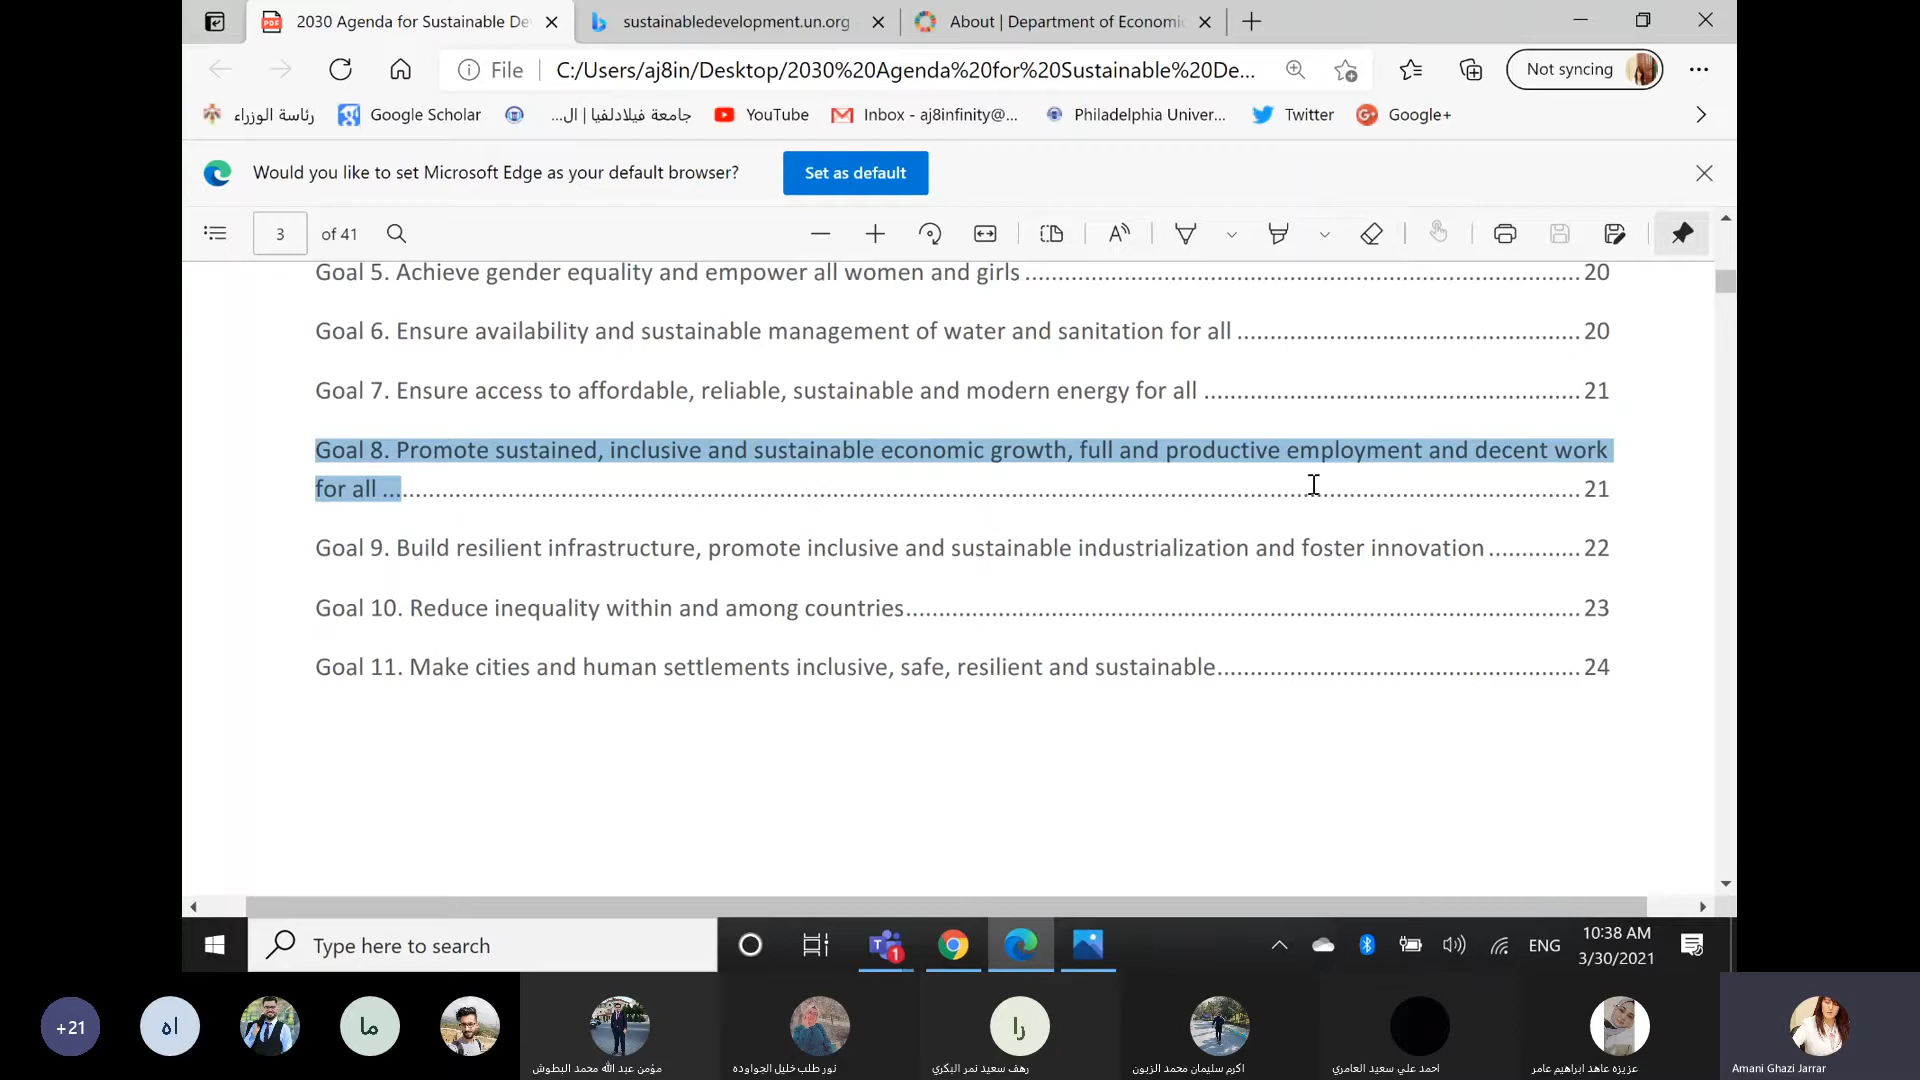 2030 Agenda for Sustainable De
sustainabledevelopment.un.org
About | Department of Economi
File
C:/Users/aj8in/Desktop/2030%20Agenda%20for%20Sustainable%20De...
Not syncing
رئاسة الوزراء
Google Scholar
جامعة فيلادلفيا | ال...
YouTube
Inbox - aj8infinity@...
Philadelphia Univer...
Twitter
Google+
Would you like to set Microsoft Edge as your default browser?
Set as default
3 of 41
Goal 5. Achieve gender equality and empower all women and girls ........ 20
Goal 6. Ensure availability and sustainable management of water and sanitation for all ........ 20
Goal 7. Ensure access to affordable, reliable, sustainable and modern energy for all ........ 21
Goal 8. Promote sustained, inclusive and sustainable economic growth, full and productive employment and decent work
for all ........ 21
Goal 9. Build resilient infrastructure, promote inclusive and sustainable industrialization and foster innovation ........ 22
Goal 10. Reduce inequality within and among countries ........ 23
Goal 11. Make cities and human settlements inclusive, safe, resilient and sustainable ........ 24
Type here to search
1
ENG
10:38 AM
3/30/2021
+21
اه
ما
را
مؤمن عبد الله محمد البطوش
نور طلب خليل الجواوده
رهف سعيد نمر البكري
اكرم سليمان محمد الزبون
احمد علي سعيد العامري
عزيزه عاهد ابراهيم عامر
Amani Ghazi Jarrar